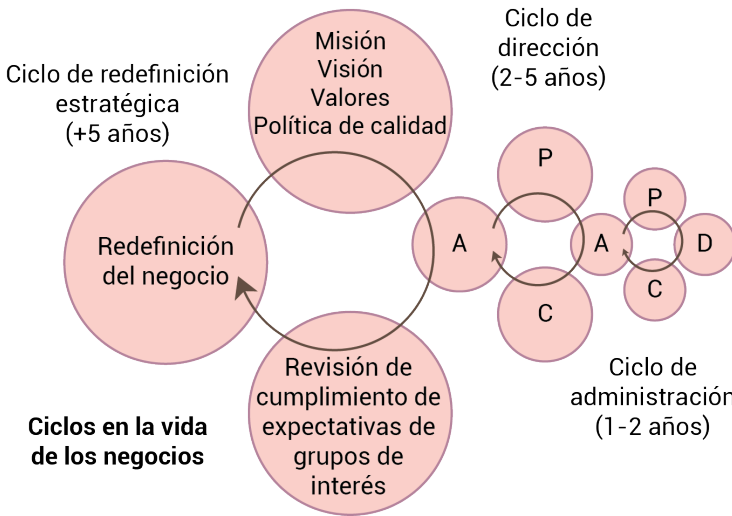 Ciclo de redefinición
estratégica
(+5 años)
Misión
Visión
Valores
Política de calidad
Ciclo de
dirección
(2-5 años)
Redefinición
del negocio
A
P
C
A
P
D
C
Revisión de
cumplimiento de
expectativas de
grupos de
interés
Ciclo de
administración
(1-2 años)
Ciclos en la vida
de los negocios